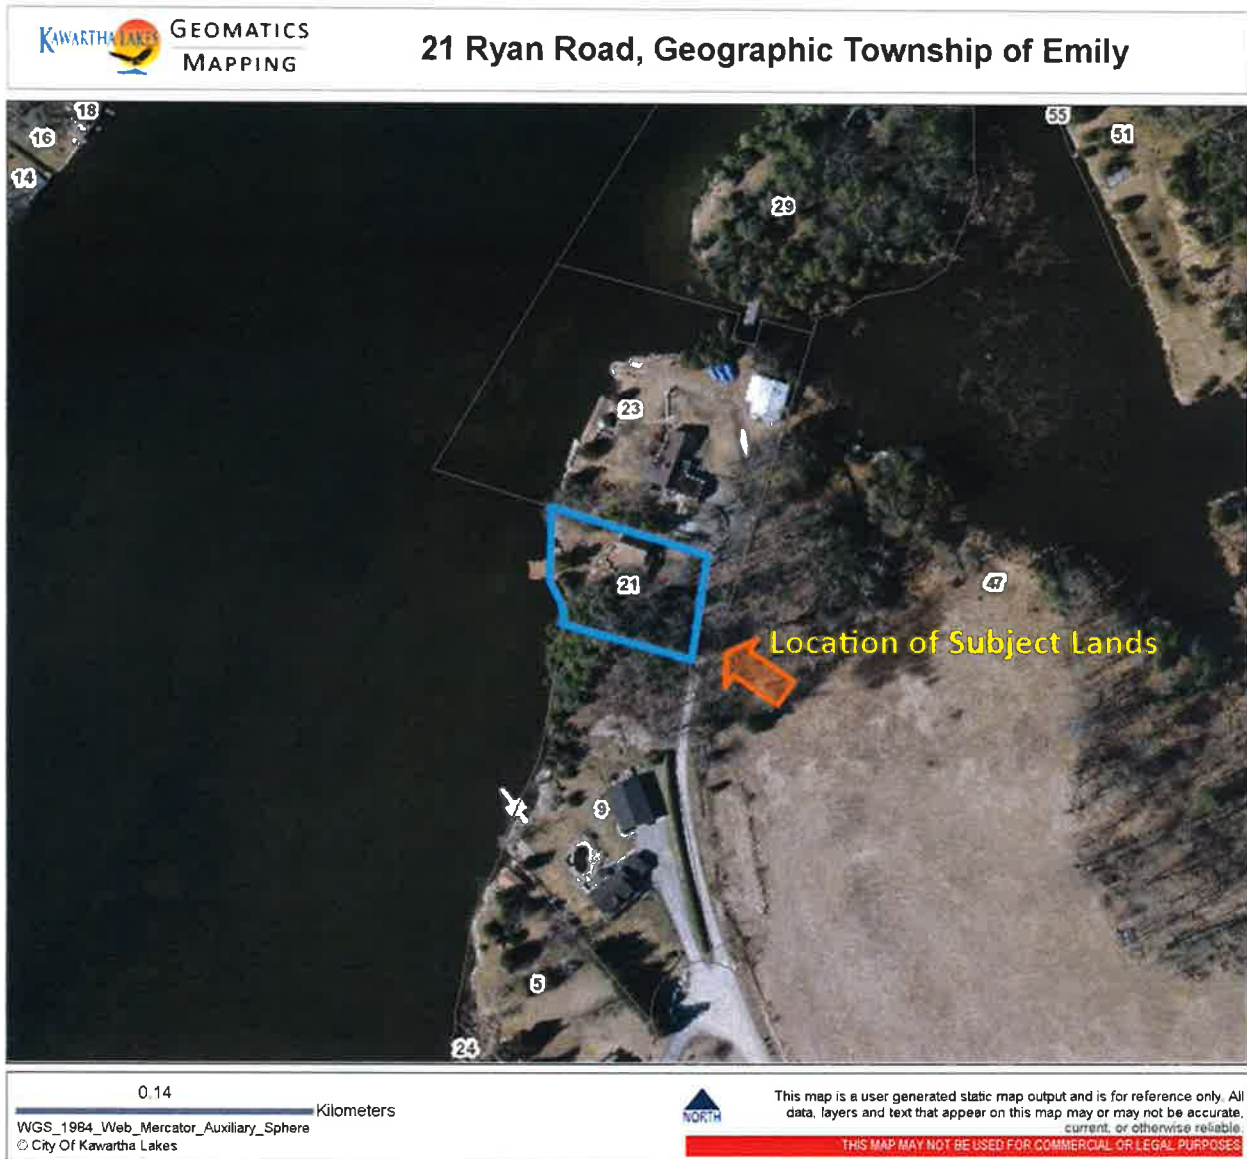 KAWARTHA LAKES
GEOMATICS
MAPPING
21 Ryan Road, Geographic Township of Emily
18
16
14
55
51
29
23
21
Location of Subject Lands
9
5
24
0.14
Kilometers
WGS_1984_Web_Mercator_Auxiliary_Sphere
© City Of Kawartha Lakes
NORTH
This map is a user generated static map output and is for reference only. All
data, layers and text that appear on this map may or may not be accurate,
current, or otherwise reliable.
THIS MAP MAY NOT BE USED FOR COMMERCIAL OR LEGAL PURPOSES